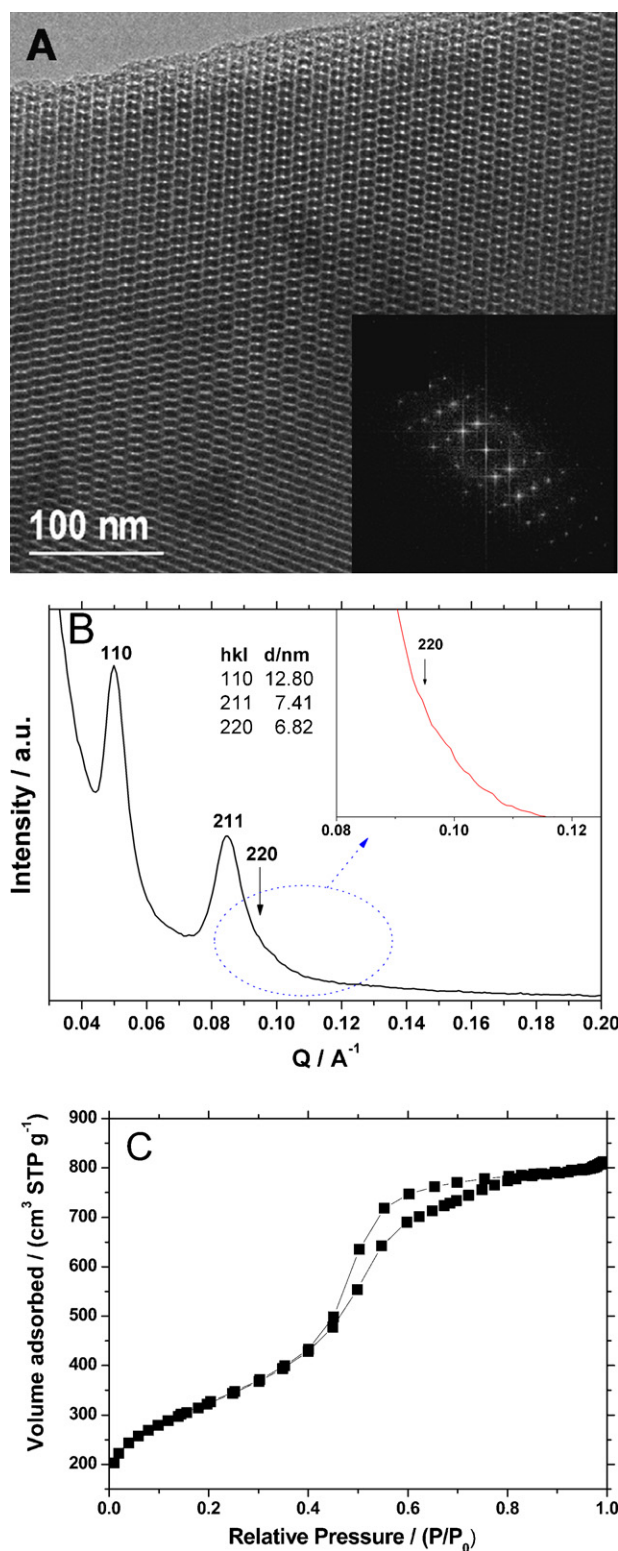 A
100 nm
B
110
211
220
hkl d/nm
110 12.80
211 7.41
220 6.82
220
0.08 0.10 0.12
Intensity / a.u.
0.04 0.06 0.08 0.10 0.12 0.14 0.16 0.18 0.20
Q / A⁻¹
C
900
800
700
600
500
400
300
200
Volume adsorbed / (cm³ STP g⁻¹)
0.0 0.2 0.4 0.6 0.8 1.0
Relative Pressure / (P/P₀)